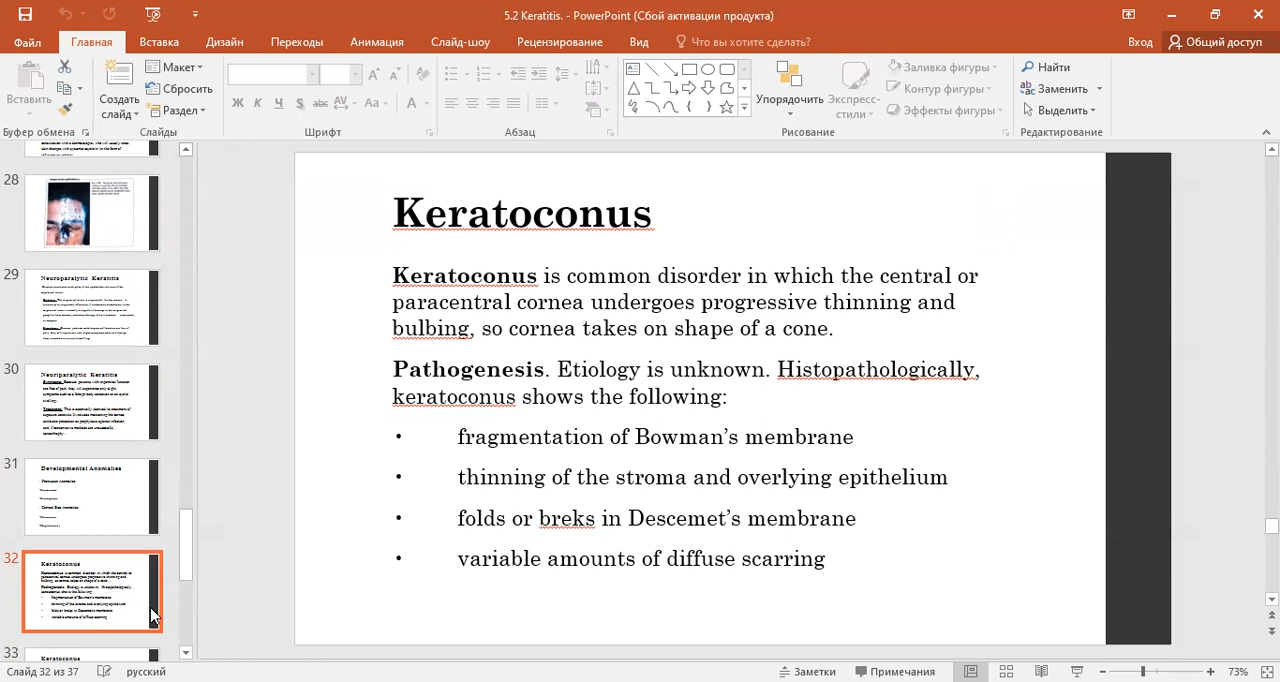 5.2 Keratitis. - PowerPoint (Сбой активации продукта)
Файл Главная Вставка Дизайн Переходы Анимация Слайд-шоу Рецензирование Вид Что вы хотите сделать? Вход Общий доступ
Вставить
Создать слайд
Макет
Сбросить
Раздел
Ж К Ч S abc AV Aa A
Упорядочить
Экспресс-стили
Заливка фигуры
Контур фигуры
Эффекты фигуры
Найти
Заменить
Выделить
Буфер обмена Слайды Шрифт Абзац Рисование Редактирование
28
29
Neuroparalytic Keratitis
30
Neuriparalytic Keratitis
31
Developmental Anomalies
32
Keratoconus
33
Keratoconus
Keratoconus
Keratoconus is common disorder in which the central or
paracentral cornea undergoes progressive thinning and
bulbing, so cornea takes on shape of a cone.
Pathogenesis. Etiology is unknown. Histopathologically,
keratoconus shows the following:
• fragmentation of Bowman’s membrane
• thinning of the stroma and overlying epithelium
• folds or breks in Descemet’s membrane
• variable amounts of diffuse scarring
Слайд 32 из 37 русский Заметки Примечания 73%